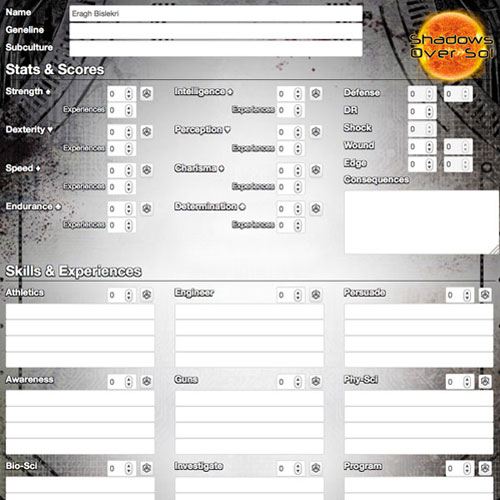 Name Eragh Bislekri
Geneline
Subculture
Shadows
Over Sol
Stats & Scores
Strength ♠ 0 Intelligence ♠ 0 Defense 0 0
Experiences 0 Experiences 0 DR 0
Dexterity ♥ 0 Perception ♥ 0 Shock 0
Experiences 0 Experiences 0 Wound 0 0
Speed ♦ 0 Charisma ♦ 0 Edge 0 0
Experiences 0 Experiences 0 Consequences
Endurance ♣ 0 Determination ♣ 0
Experiences 0 Experiences 0
Skills & Experiences
Athletics 0 Engineer 0 Persuade 0
Awareness 0 Guns 0 Phy-Sci 0
Bio-Sci 0 Investigate 0 Program 0